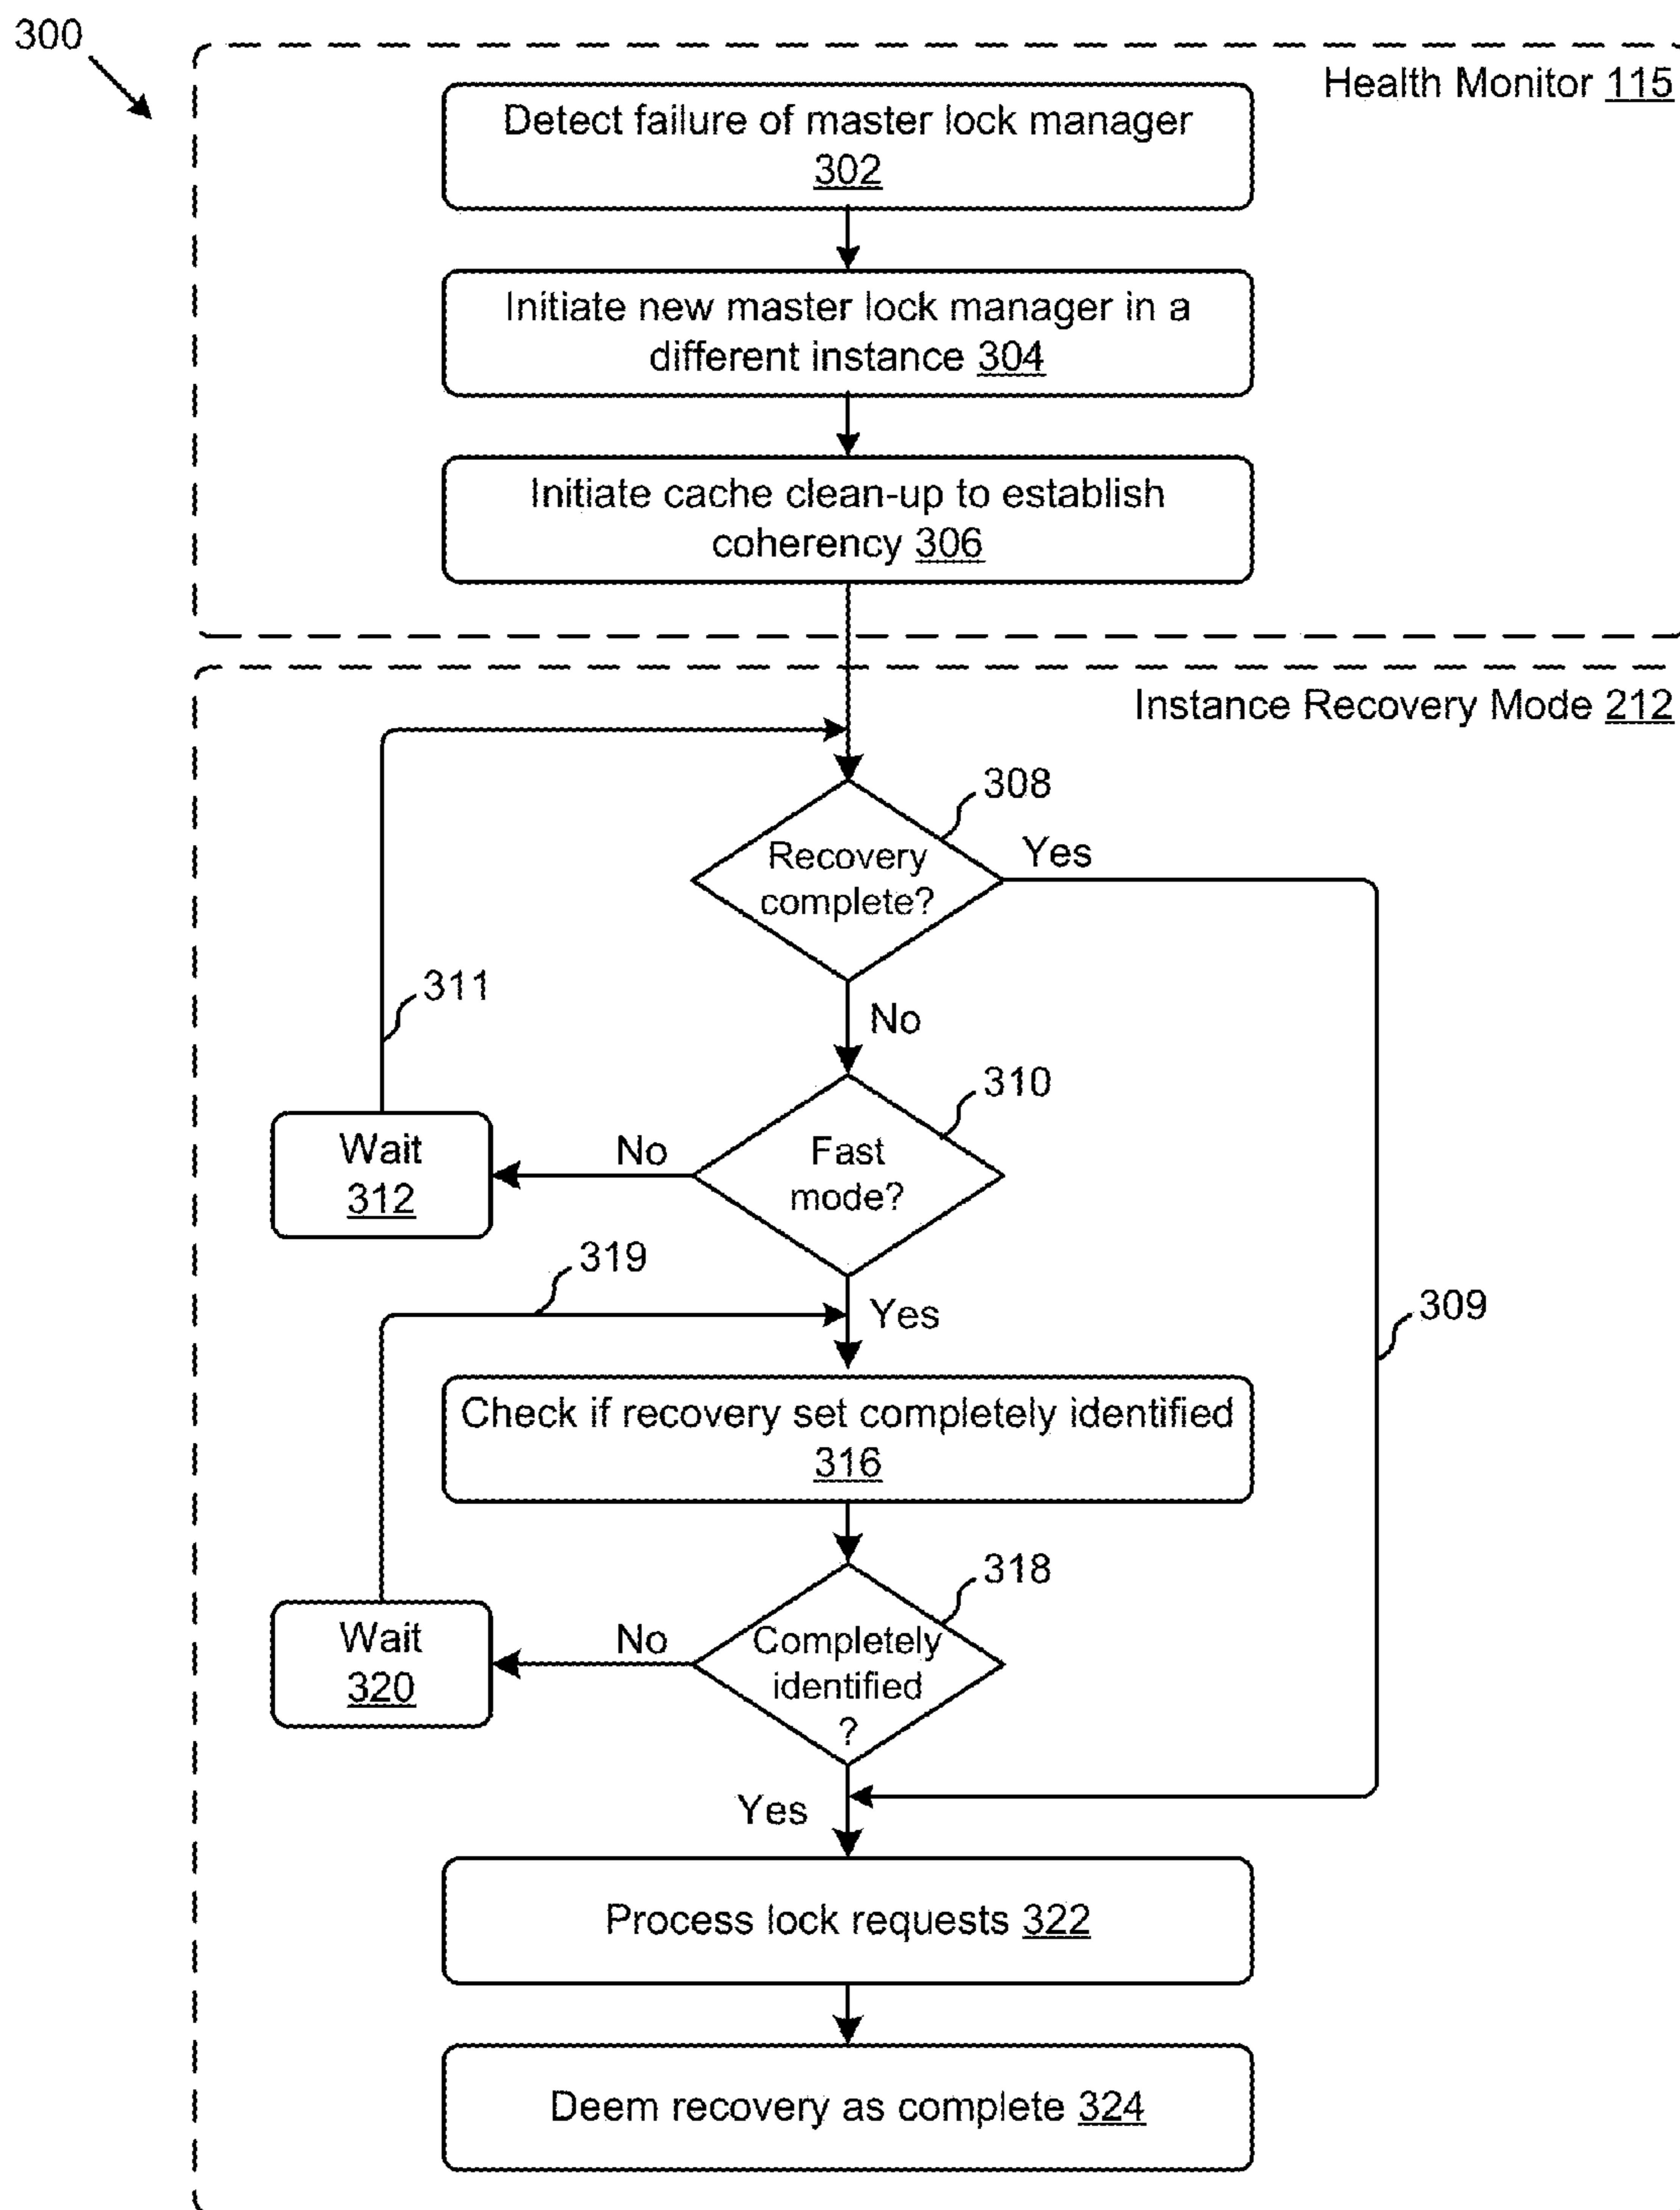 300
Health Monitor 115
Detect failure of master lock manager
302
Initiate new master lock manager in a
different instance 304
Initiate cache clean-up to establish
coherency 306
Instance Recovery Mode 212
308
Recovery
complete?
Yes
311
No
310
Fast
mode?
No
Wait
312
319
Yes
309
Check if recovery set completely identified
316
318
Completely
identified
?
No
Wait
320
Yes
Process lock requests 322
Deem recovery as complete 324